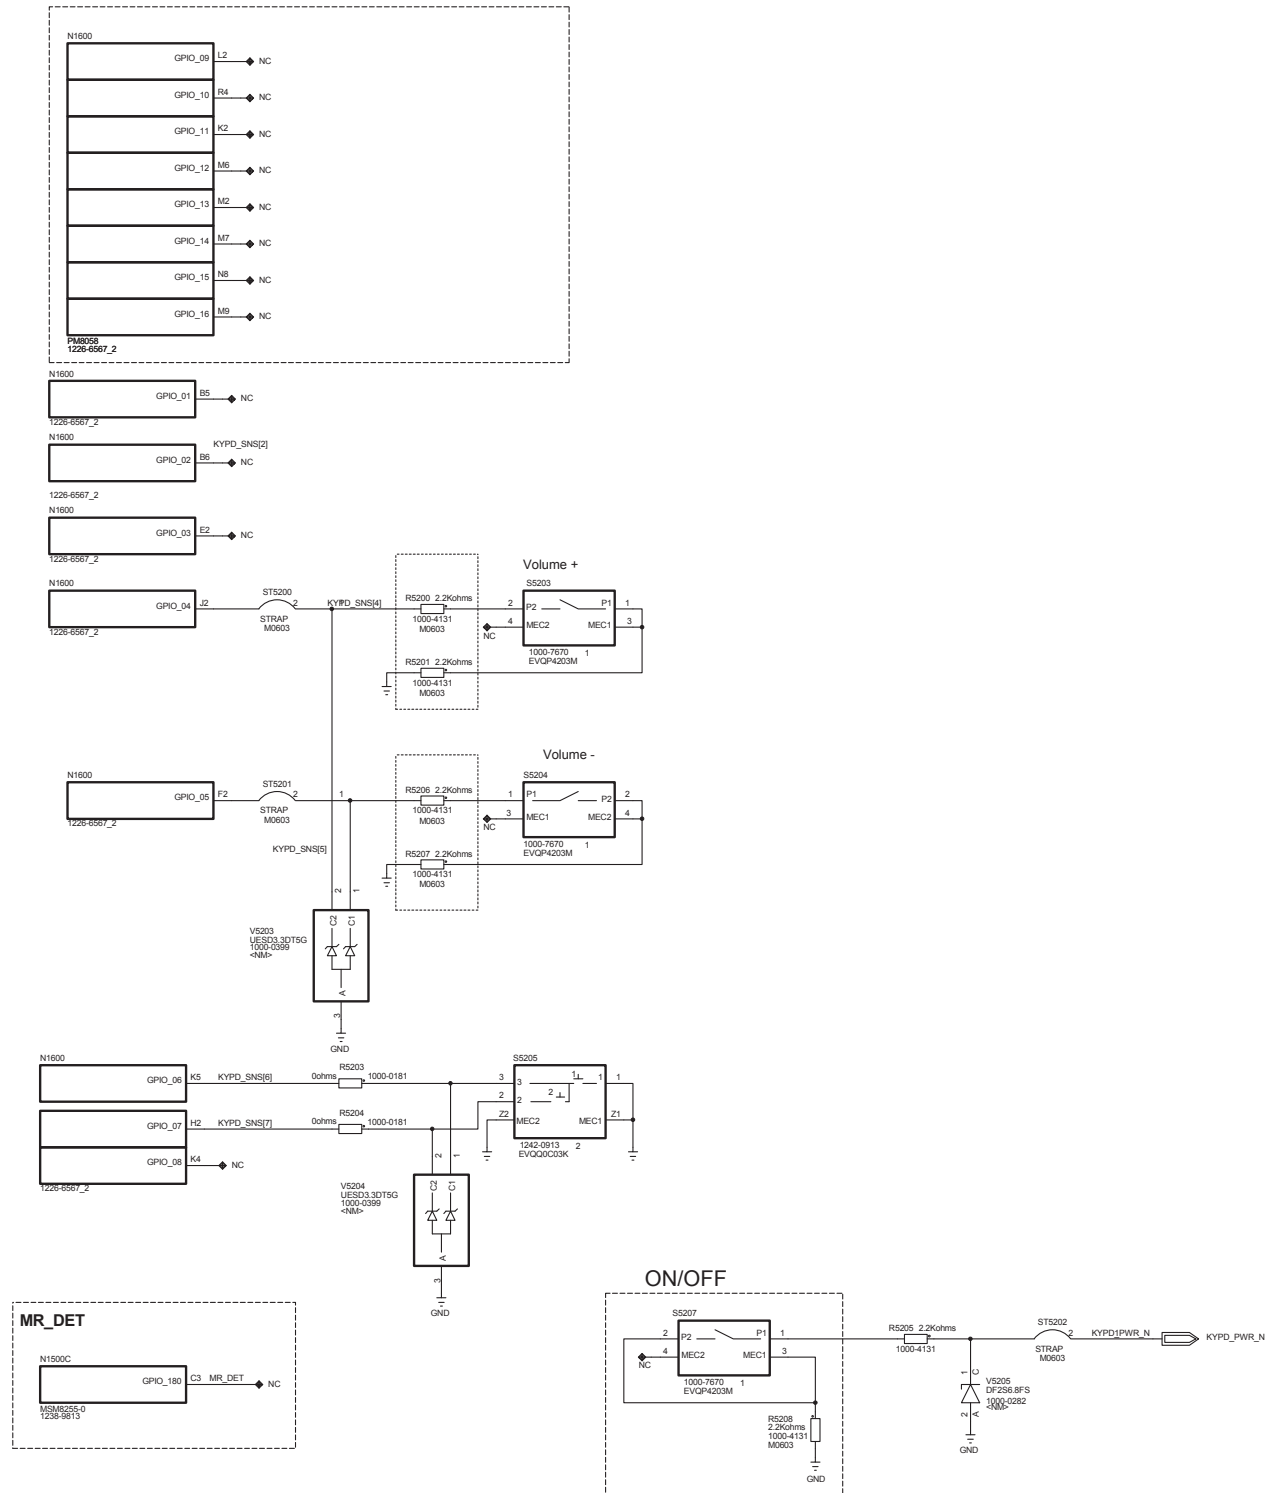 N1600
GPIO_09 L2 NC
GPIO_10 R4 NC
GPIO_11 K2 NC
GPIO_12 M6 NC
GPIO_13 M2 NC
GPIO_14 M7 NC
GPIO_15 N8 NC
GPIO_16 M9 NC
PM8058
1226-6567_2
N1600
GPIO_01 B5 NC
1226-6567_2
N1600
KYPD_SNS[2]
GPIO_02 B6 NC
1226-6567_2
N1600
GPIO_03 E2 NC
1226-6567_2
Volume +
N1600
ST5200
S5203
GPIO_04 J2 2 1 KYPD_SNS[4] R5200 2.2Kohms 2 P2 P1 1
STRAP
M0603
1000-4131
M0603
4 MEC2 MEC1 3
NC
1226-6567_2
1000-7670 1
EVQP4203M
R5201 2.2Kohms
1000-4131
M0603
Volume -
N1600
ST5201
S5204
GPIO_05 F2 2 1 R5206 2.2Kohms 1 P1 P2 2
STRAP
M0603
1000-4131
M0603
3 MEC1 MEC2 4
NC
1226-6567_2
1000-7670 1
EVQP4203M
KYPD_SNS[5]
R5207 2.2Kohms
1000-4131
M0603
2 1
C2 C1
V5203
UESD3.3DT5G
1000-0399
<NM>
A
3
GND
N1600
R5203
S5205
GPIO_06 K5 KYPD_SNS[6] 0ohms 1000-0181 3 3 1 1 1
2 2 2
R5204
GPIO_07 H2 KYPD_SNS[7] 0ohms 1000-0181
Z2 MEC2 MEC1 Z1
1242-0913 2
EVQQ0C03K
GPIO_08 K4 NC
1226-6567_2
2 1
C2 C1
V5204
UESD3.3DT5G
1000-0399
<NM>
A
3
GND
ON/OFF
MR_DET
S5207
2 P2 P1 1
4 MEC2 MEC1 3
NC
1000-7670 1
EVQP4203M
R5205 2.2Kohms
1000-4131
ST5202
2 KYPD1PWR_N KYPD_PWR_N
STRAP
M0603
N1500C
GPIO_180 C3 MR_DET NC
MSM8255-0
1238-9813
1 C
V5205
DF2S6.8FS
1000-0282
<NM>
2 A
GND
R5208
2.2Kohms
1000-4131
M0603
GND